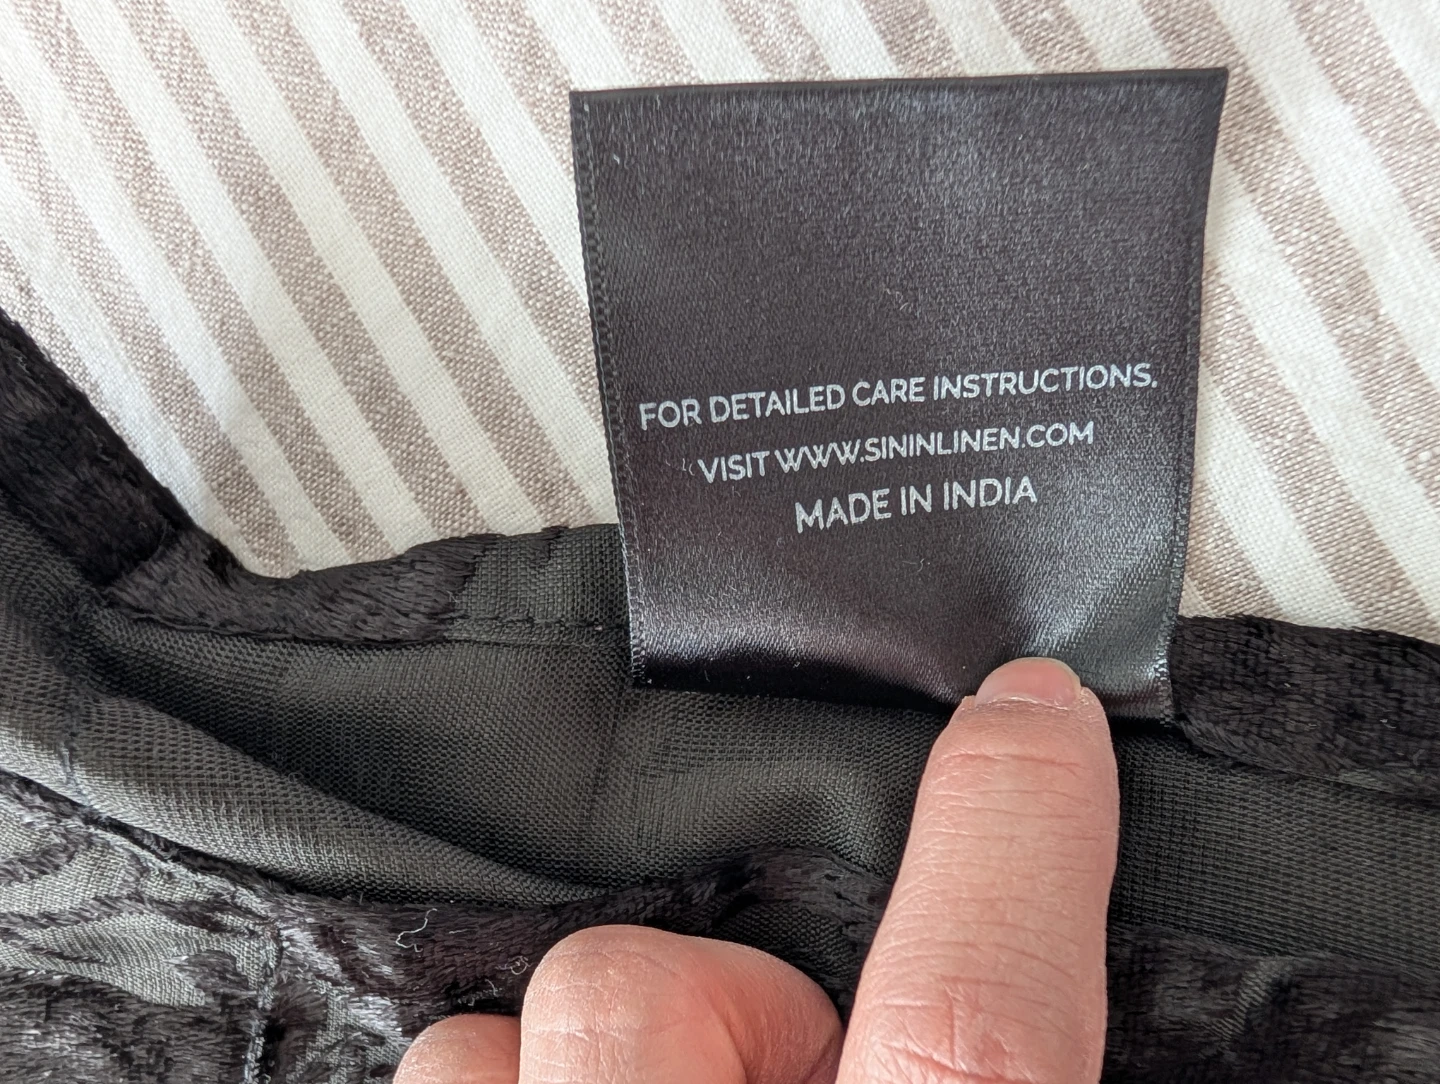 FOR DETAILED CARE INSTRUCTIONS.
VISIT WWW.SININLINEN.COM
MADE IN INDIA